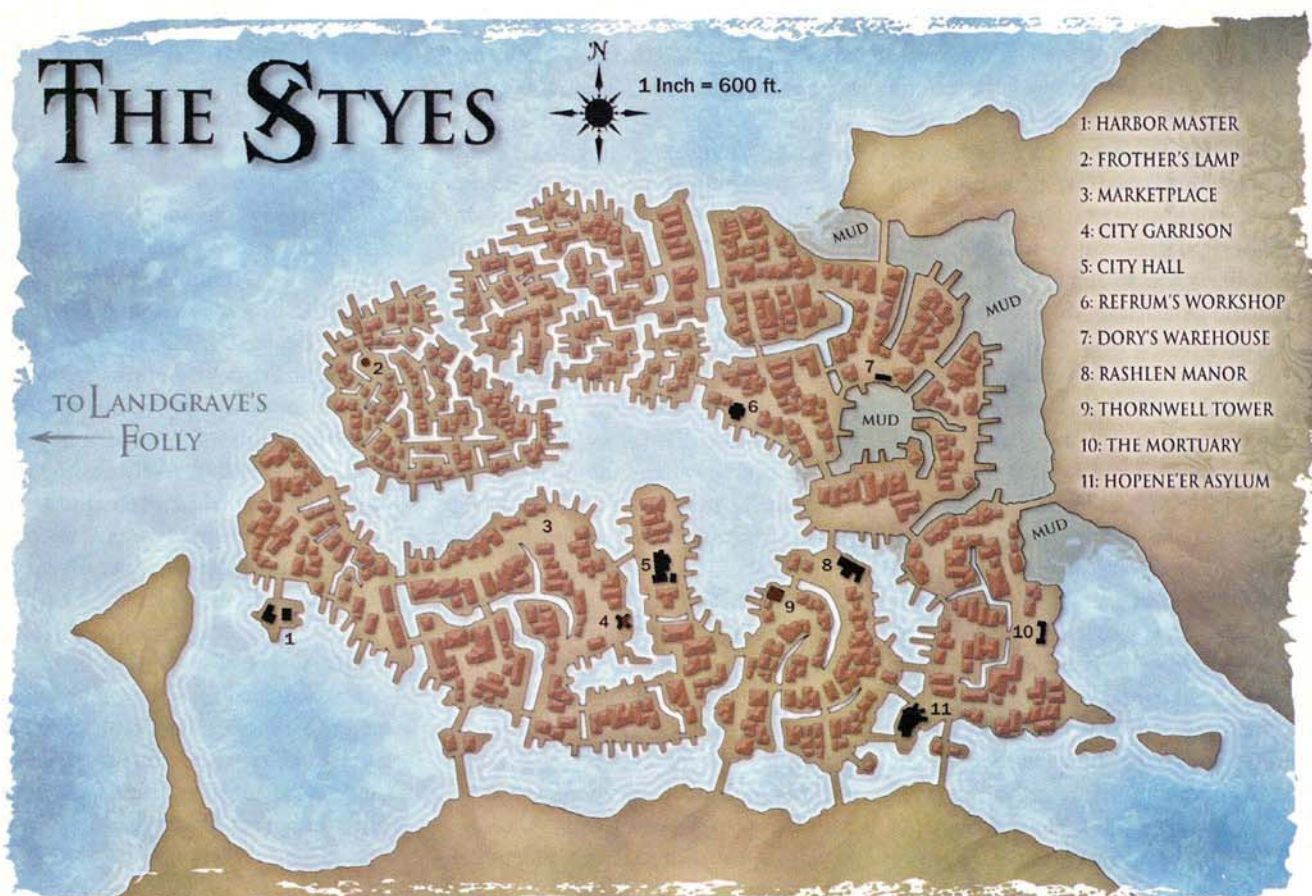 THE STYES
N
1 Inch = 600 ft.
1: HARBOR MASTER
2: FROTHER'S LAMP
3: MARKETPLACE
4: CITY GARRISON
5: CITY HALL
6: REFRUM'S WORKSHOP
7: DORY'S WAREHOUSE
8: RASHLEN MANOR
9: THORNWELL TOWER
10: THE MORTUARY
11: HOPENE'ER ASYLUM
MUD
MUD
2
7
TO LANDGRAVE'S
FOLLY
6
MUD
3
MUD
5
8
9
4
1
10
11